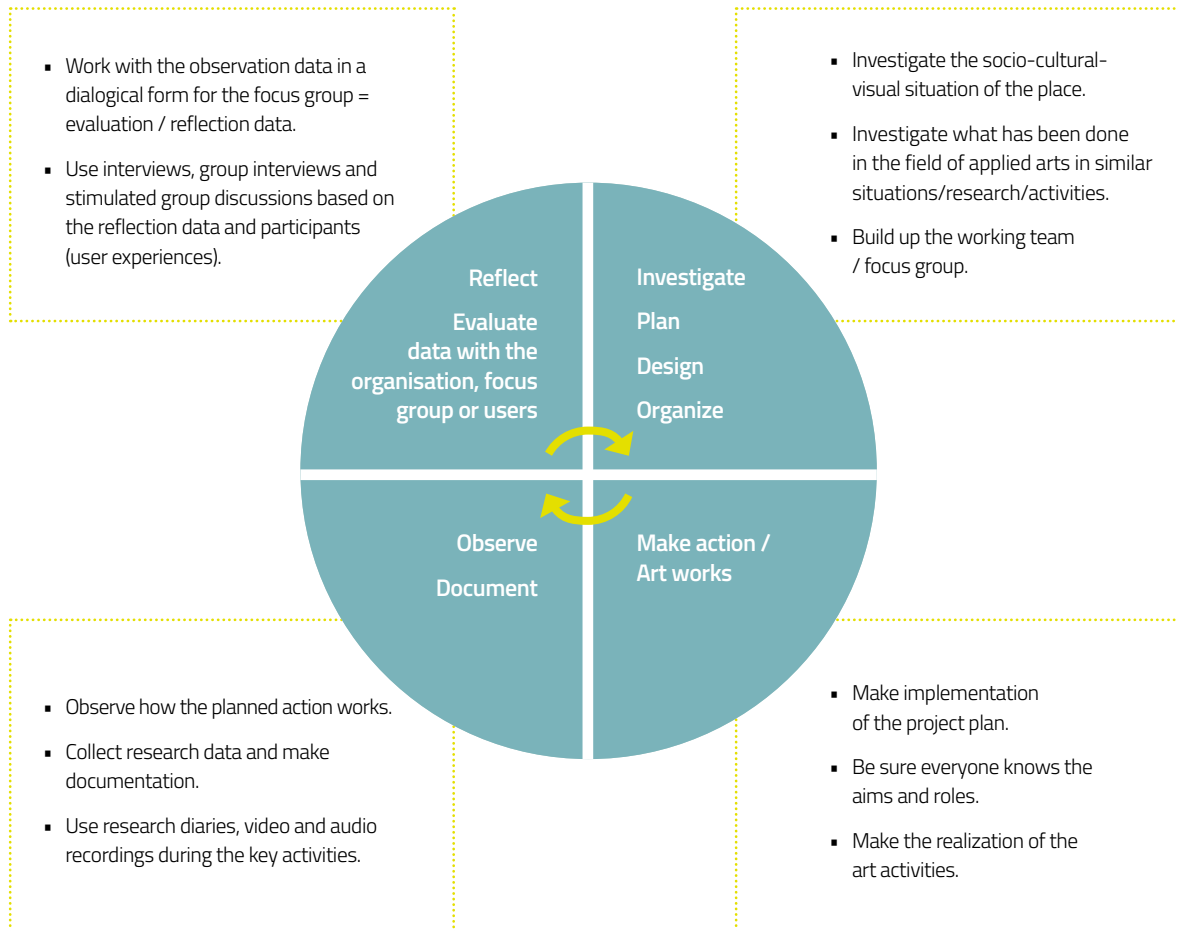 ▪ Work with the observation data in a
dialogical form for the focus group =
evaluation / reflection data.
▪ Use interviews, group interviews and
stimulated group discussions based on
the reflection data and participants
(user experiences).
▪ Investigate the socio-cultural-
visual situation of the place.
▪ Investigate what has been done
in the field of applied arts in similar
situations/research/activities.
▪ Build up the working team
/ focus group.
Reflect
Evaluate
data with the
organisation, focus
group or users
Investigate
Plan
Design
Organize
Observe
Document
Make action /
Art works
▪ Observe how the planned action works.
▪ Collect research data and make
documentation.
▪ Use research diaries, video and audio
recordings during the key activities.
▪ Make implementation
of the project plan.
▪ Be sure everyone knows the
aims and roles.
▪ Make the realization of the
art activities.